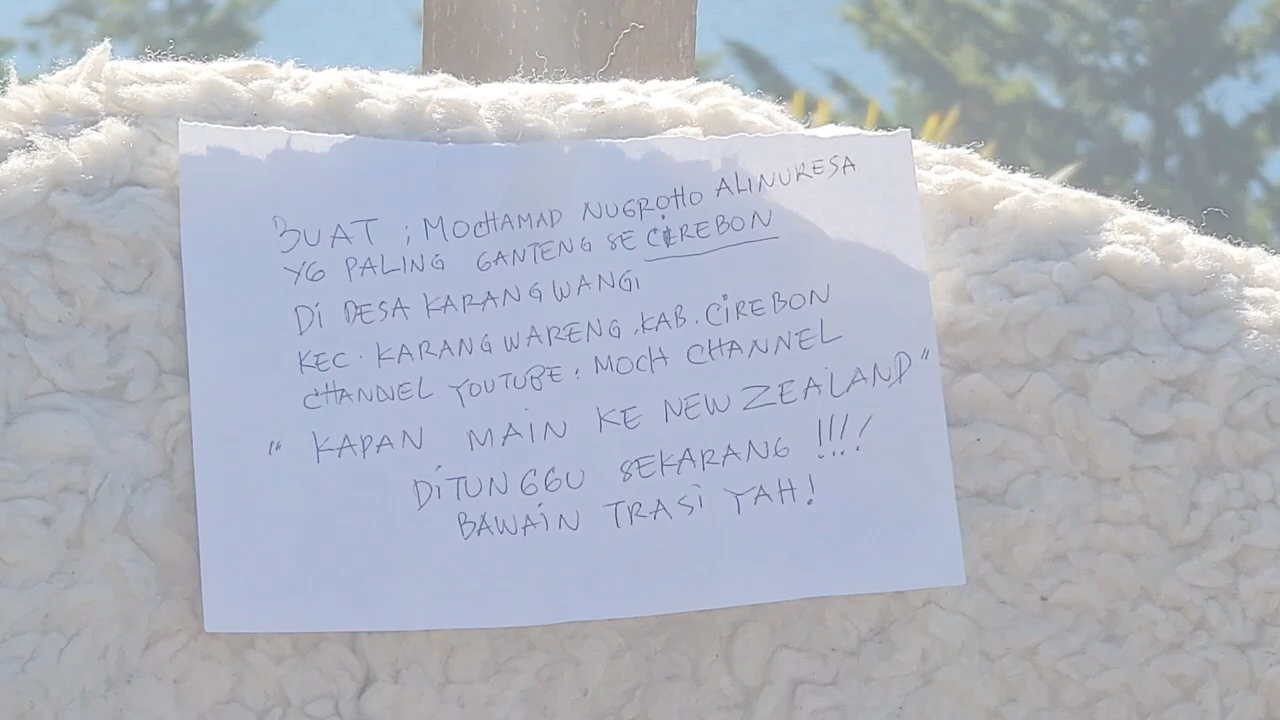 BUAT ; MOCHAMAD NUGROHO ALINURESA
YG PALING GANTENG SE CIREBON
Di DESA KARANGWANGI
KEC. KARANGWARENG .KAB. CiREBON
CHANNEL YOUTUBE : MOCH CHANNEL
" KAPAN MAiN KE NEW ZEALAND "
DiTUNGGU SEKARANG !!!!
BAWAiN TRASi YAH!